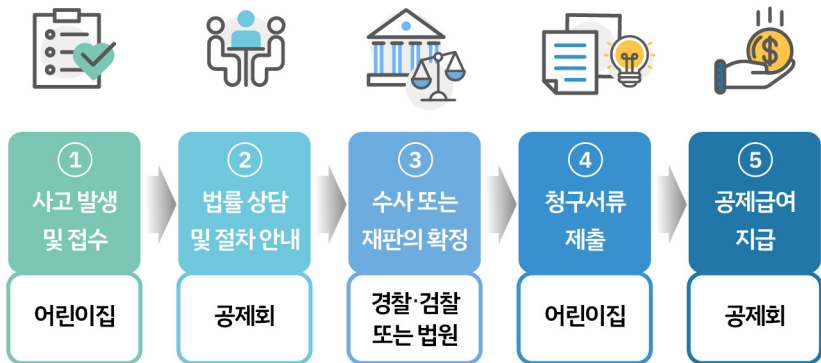 ①
사고 발생
및 접수
어린이집
②
법률 상담
및 절차 안내
공제회
③
수사 또는
재판의 확정
경찰·검찰
또는 법원
④
청구서류
제출
어린이집
⑤
공제급여
지급
공제회